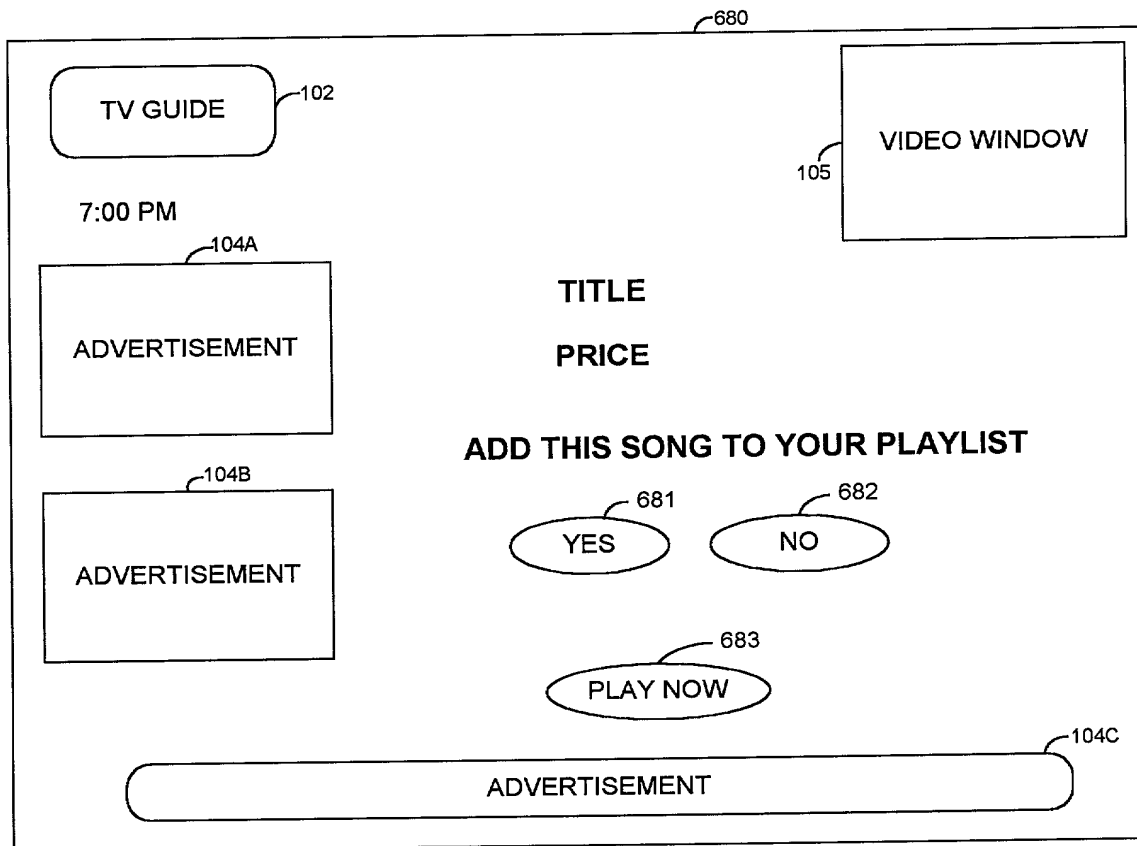 680
TV GUIDE
102
VIDEO WINDOW
105
7:00 PM
104A
ADVERTISEMENT
TITLE
PRICE
ADD THIS SONG TO YOUR PLAYLIST
104B
ADVERTISEMENT
681
YES
682
NO
683
PLAY NOW
104C
ADVERTISEMENT